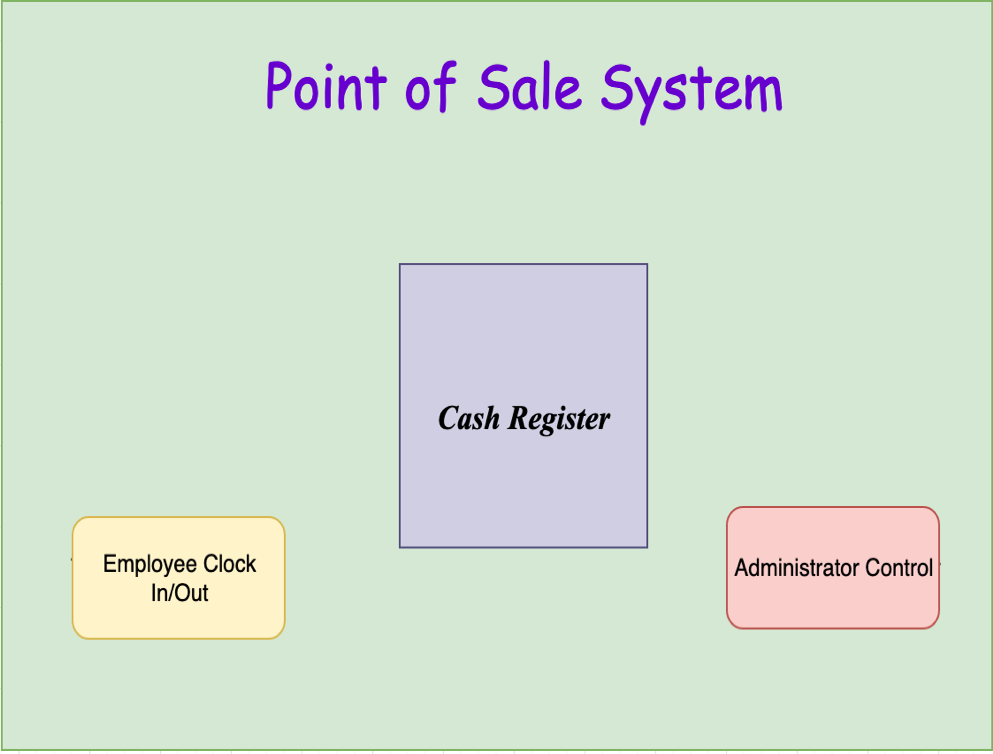 Point of Sale System
Cash Register
Employee Clock
In/Out
Administrator Control